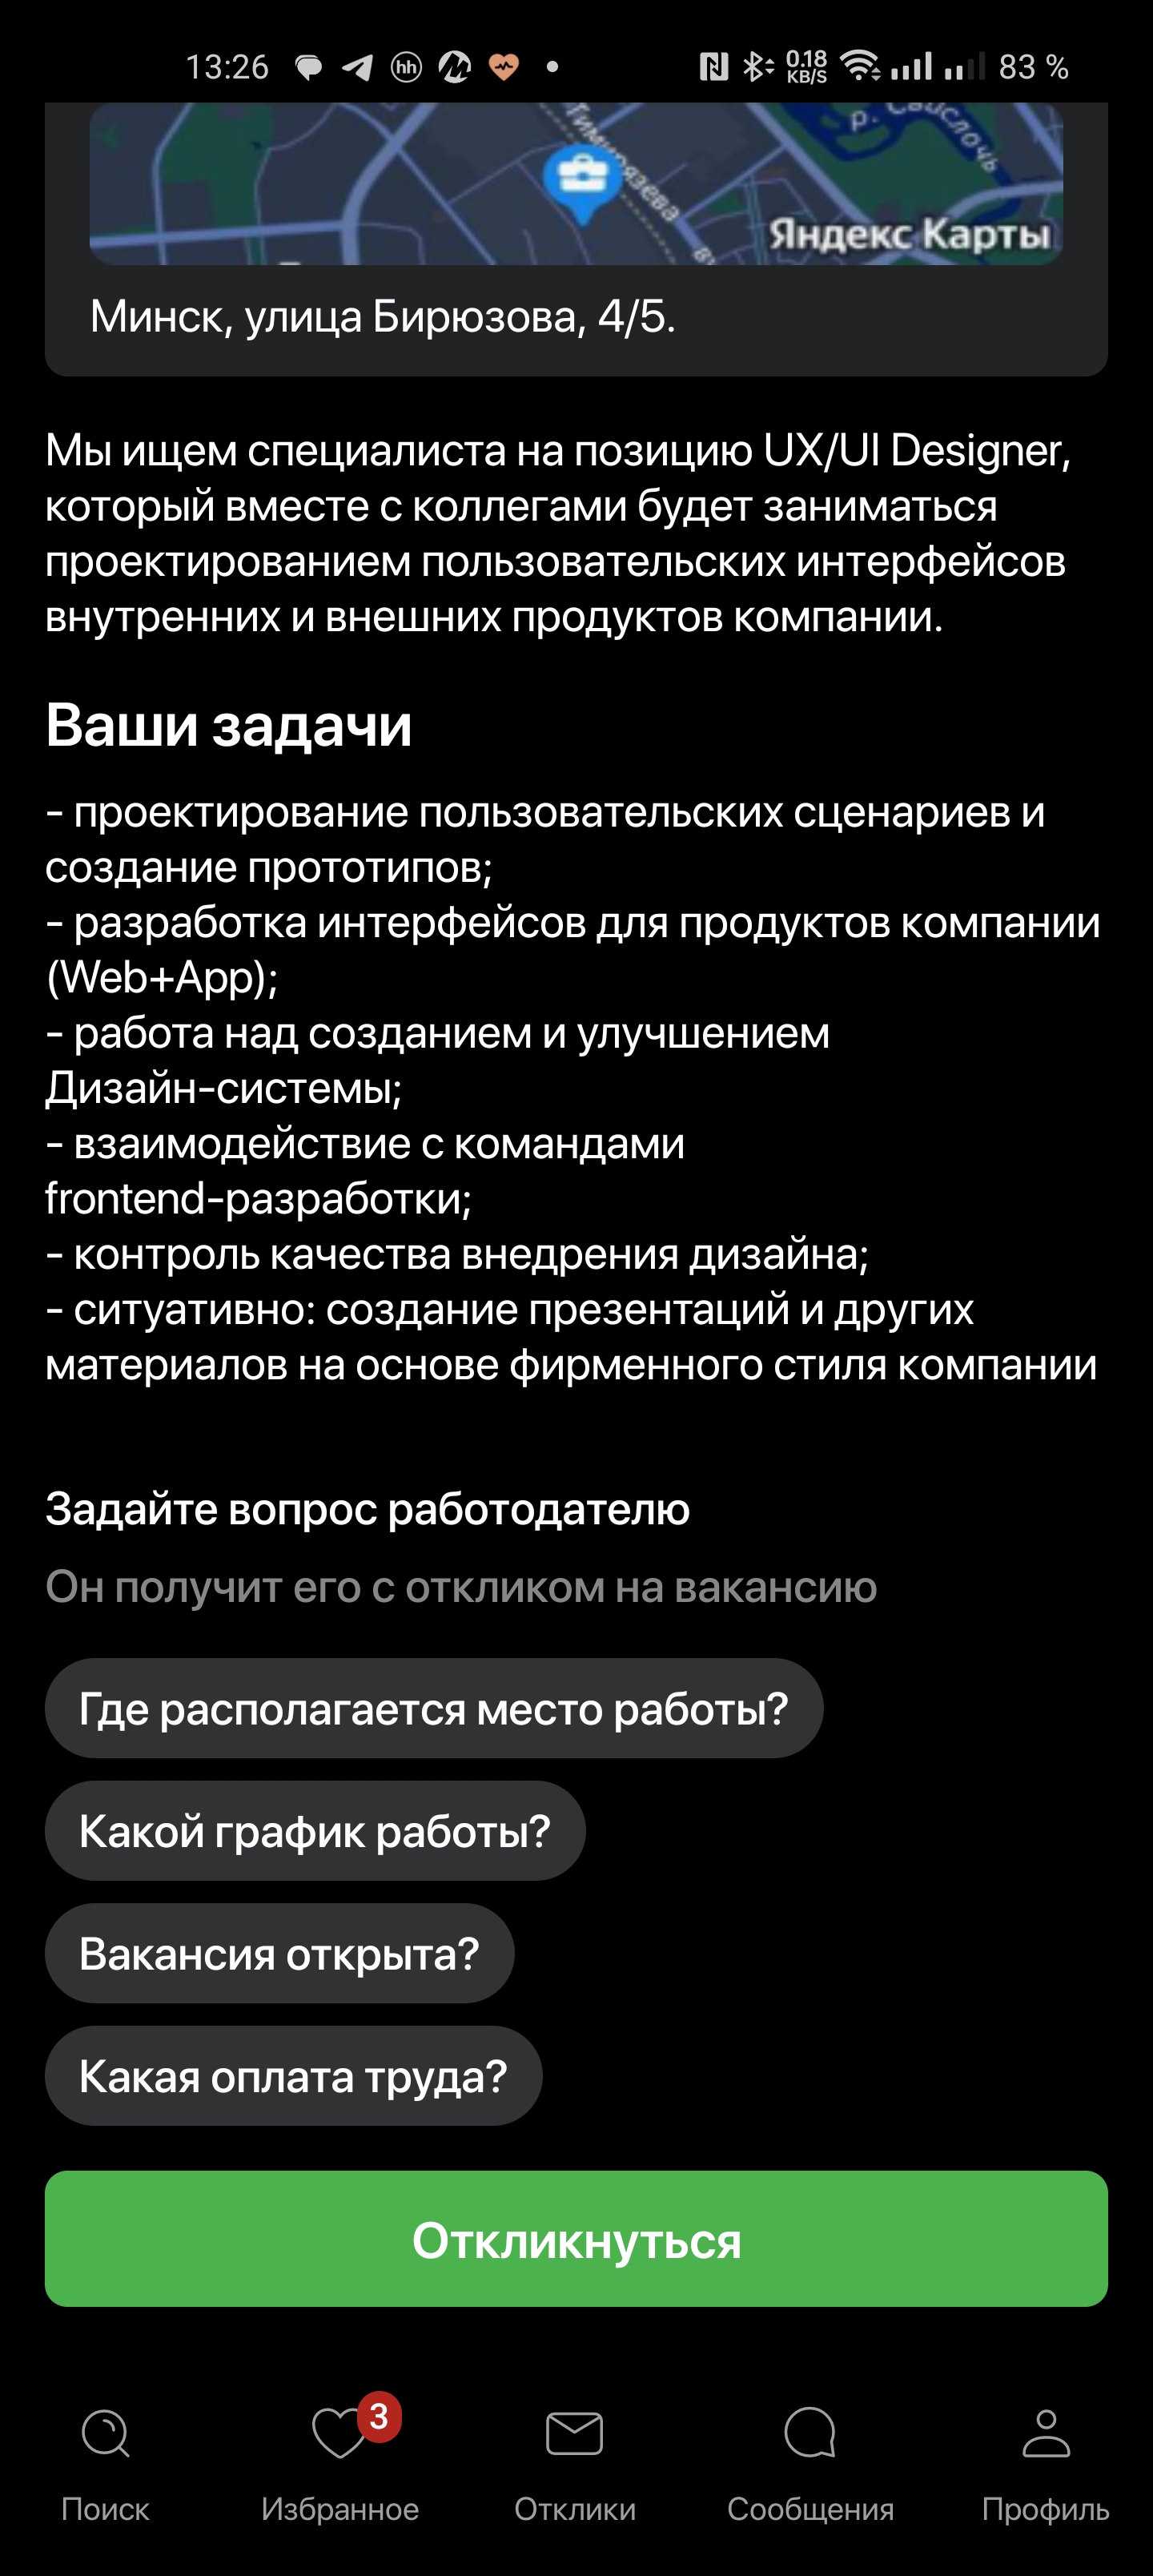 13:26
hh
0.18
KB/S
83 %
Тимирязева
р. Свислочь
Яндекс Карты
Минск, улица Бирюзова, 4/5.
Мы ищем специалиста на позицию UX/UI Designer,
который вместе с коллегами будет заниматься
проектированием пользовательских интерфейсов
внутренних и внешних продуктов компании.
Ваши задачи
- проектирование пользовательских сценариев и
создание прототипов;
- разработка интерфейсов для продуктов компании
(Web+App);
- работа над созданием и улучшением
Дизайн-системы;
- взаимодействие с командами
frontend-разработки;
- контроль качества внедрения дизайна;
- ситуативно: создание презентаций и других
материалов на основе фирменного стиля компании
Задайте вопрос работодателю
Он получит его с откликом на вакансию
Где располагается место работы?
Какой график работы?
Вакансия открыта?
Какая оплата труда?
Откликнуться
3
Поиск
Избранное
Отклики
Сообщения
Профиль